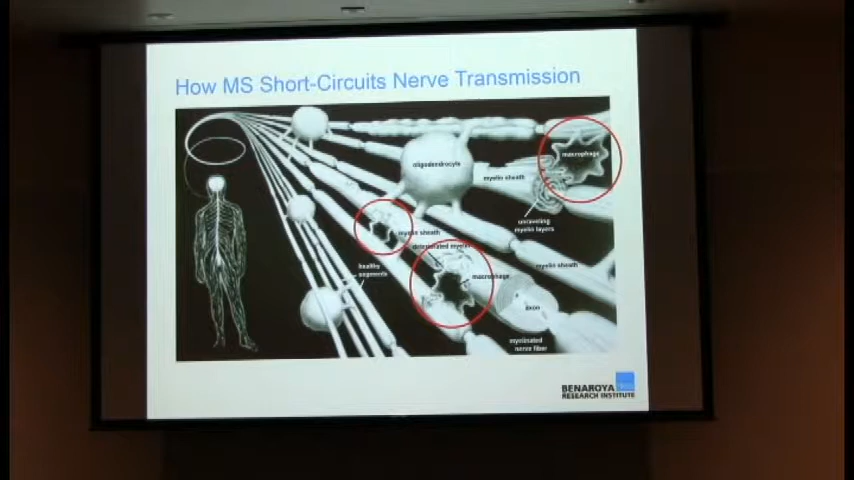 How MS Short-Circuits Nerve Transmission
oligodendrocyte
macrophage
myelin sheath
unraveling
myelin layers
myelin sheath
deteriorated myelin
healthy
segments
macrophage
myelin sheath
axon
myelinated
nerve fiber
BENAROYA
RESEARCH INSTITUTE